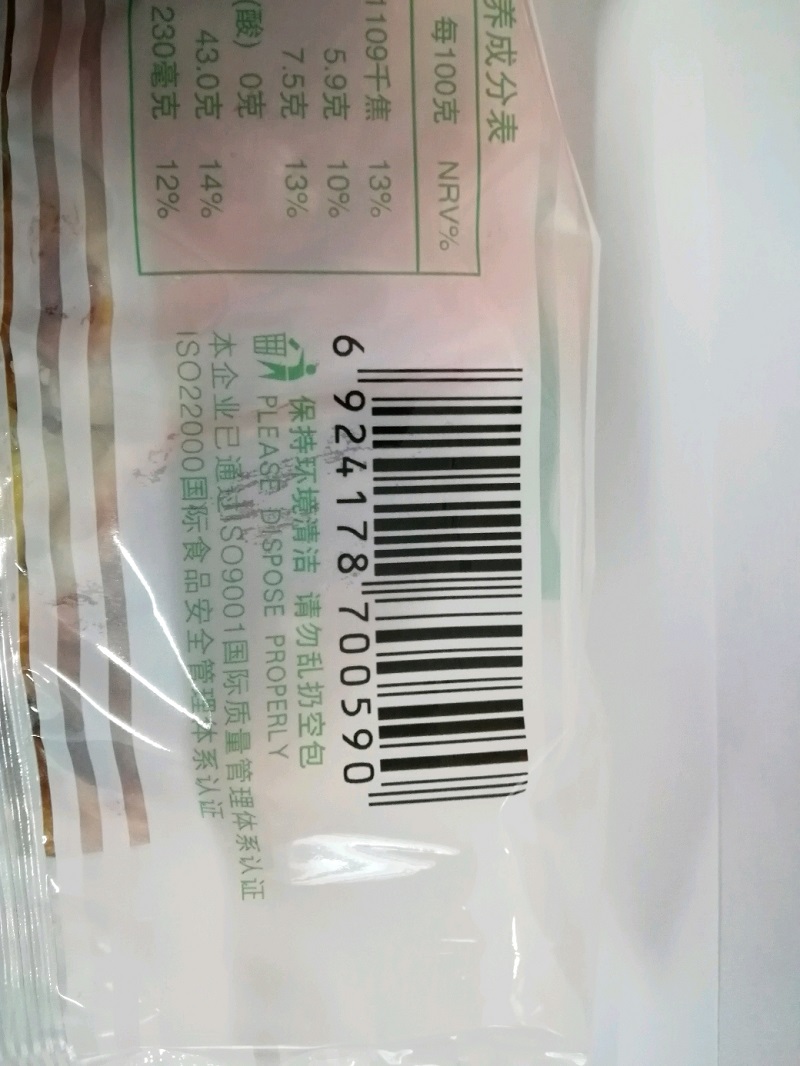 养成分表
每100克 NRV%
1109千焦 13%
5.9克 10%
7.5克 13%
(酸) 0克
43.0克 14%
230毫克 12%
6 924178 700590
保持环境清洁 请勿乱扔空包
PLEASE DISPOSE PROPERLY
本企业已通过ISO9001国际质量管理体系认证
ISO22000国际食品安全管理体系认证